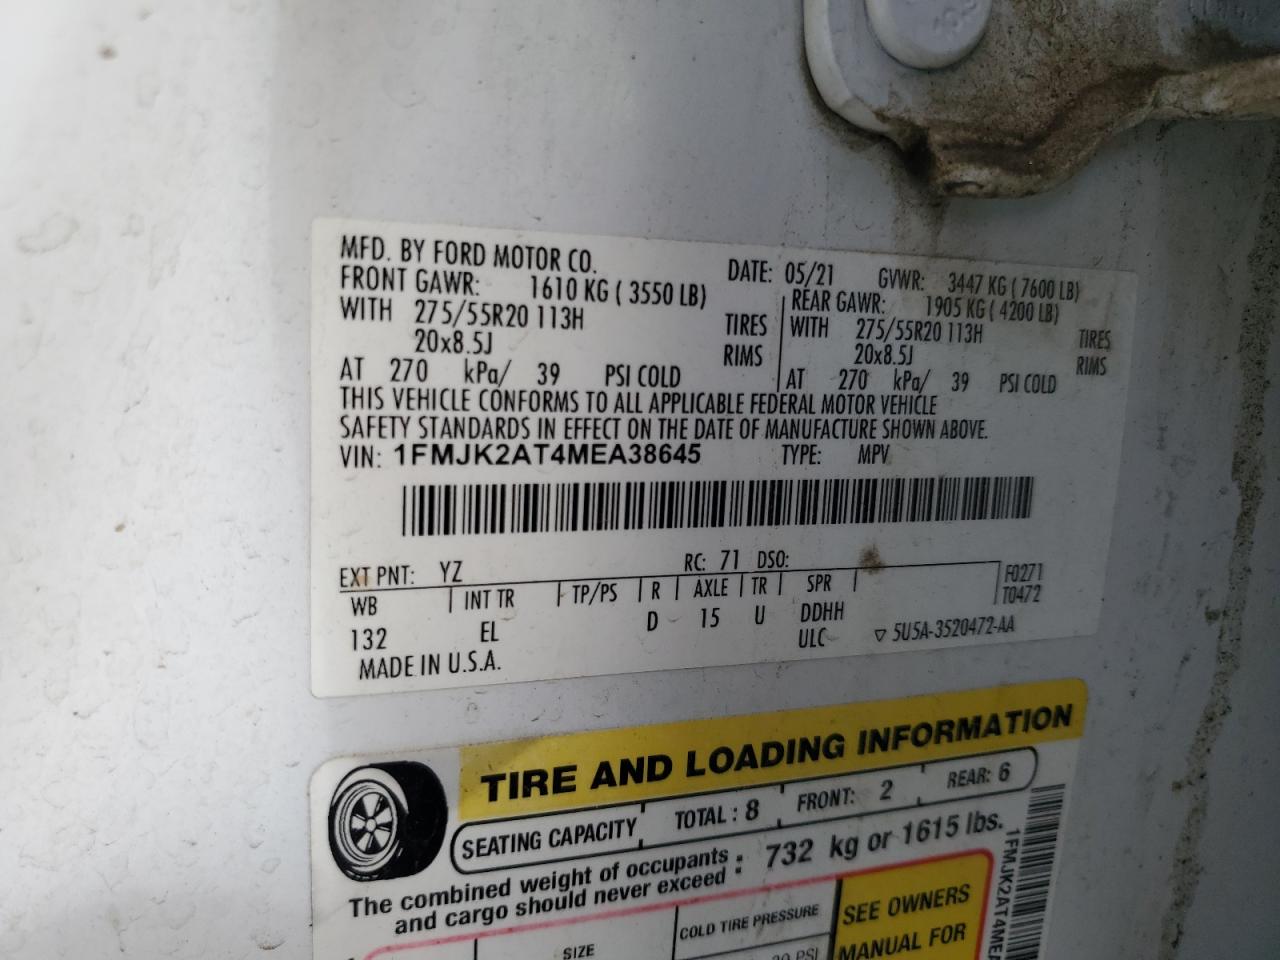 MFD. BY FORD MOTOR CO.
DATE: 05/21 GVWR: 3447 KG ( 7600 LB)
FRONT GAWR: 1610 KG ( 3550 LB) REAR GAWR: 1905 KG ( 4200 LB)
WITH 275/55R20 113H TIRES WITH 275/55R20 113H TIRES
20x8.5J RIMS 20x8.5J RIMS
AT 270 kPa/ 39 PSI COLD AT 270 kPa/ 39 PSI COLD
THIS VEHICLE CONFORMS TO ALL APPLICABLE FEDERAL MOTOR VEHICLE
SAFETY STANDARDS IN EFFECT ON THE DATE OF MANUFACTURE SHOWN ABOVE.
VIN: 1FMJK2AT4MEA38645 TYPE: MPV
EXT PNT: YZ RC: 71 DSO:
WB INT TR TP/PS R AXLE TR SPR F0271
T0472
132 EL D 15 U DDHH
ULC ▽ 5U5A-3520472-AA
MADE IN U.S.A.
TIRE AND LOADING INFORMATION
SEATING CAPACITY TOTAL : 8 FRONT: 2 REAR: 6
The combined weight of occupants
and cargo should never exceed : 732 kg or 1615 lbs.
SIZE COLD TIRE PRESSURE SEE OWNERS
MANUAL FOR
PSI
1FMJK2AT4ME